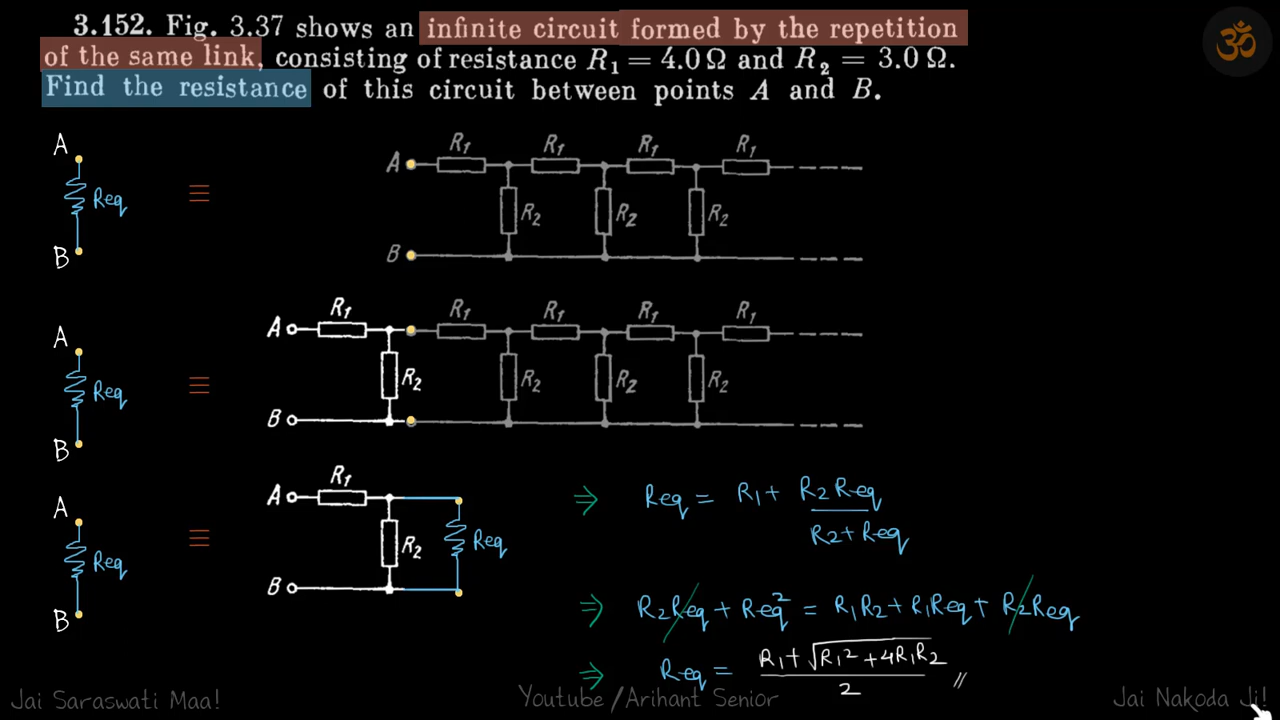 3.152. Fig. 3.37 shows an infinite circuit formed by the repetition
of the same link, consisting of resistance R₁ = 4.0 Ω and R₂ = 3.0 Ω.
Find the resistance of this circuit between points A and B.
ॐ
A
Req
B
≡
A R₁ R₁ R₁ R₁
R₂ R₂ R₂
B
A
Req
B
≡
A R₁ R₁ R₁ R₁ R₁
R₂ R₂ R₂ R₂
B
A
Req
B
≡
A R₁
R₂ Req
B
⇒ Req = R₁ + R₂ Req / R₂ + Req
⇒ R₂Req + Req² = R₁R₂ + R₁Req + R₂Req
⇒ Req = R₁ + √R₁² + 4R₁R₂ / 2 //
Jai Saraswati Maa! Youtube /Arihant Senior Jai Nakoda Ji!